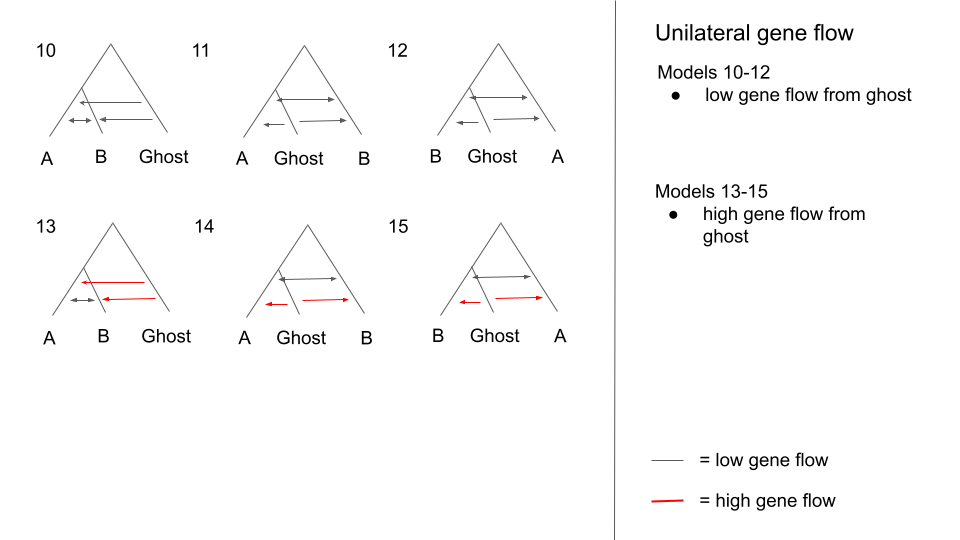 10
11
12
A B Ghost
A Ghost B
B Ghost A
13
14
15
A B Ghost
A Ghost B
B Ghost A
Unilateral gene flow
Models 10-12
● low gene flow from ghost
Models 13-15
● high gene flow from
ghost
= low gene flow
= high gene flow